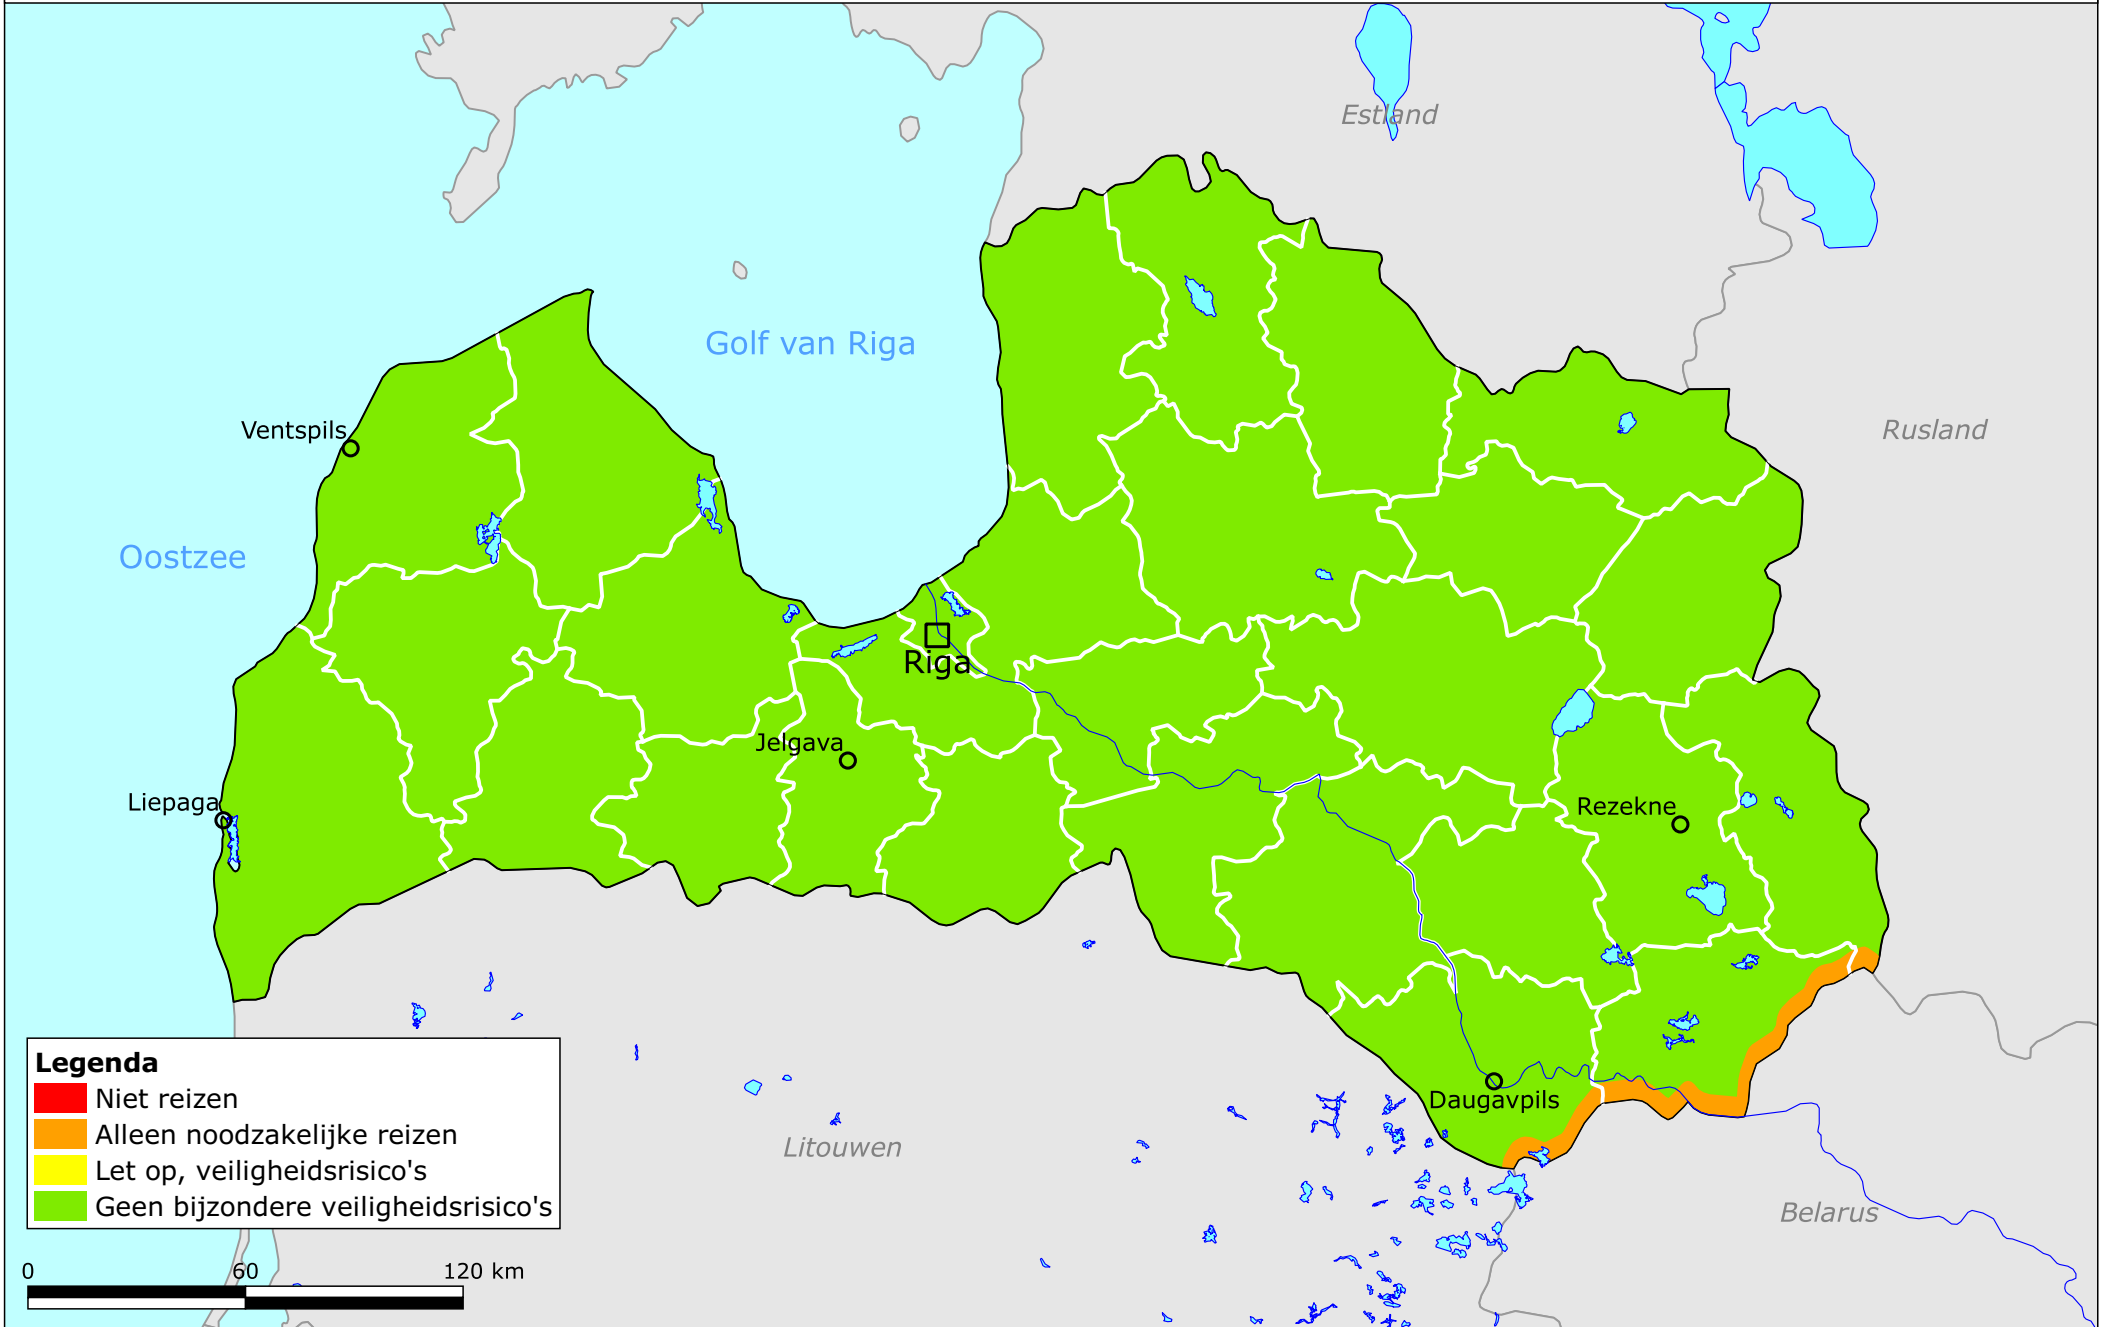 Estland
Golf van Riga
Ventspils
Rusland
Oostzee
Riga
Jelgava
Liepaga
Rezekne
Legenda
Niet reizen
Alleen noodzakelijke reizen
Let op, veiligheidsrisico's
Geen bijzondere veiligheidsrisico's
Daugavpils
Litouwen
Belarus
0 60 120 km